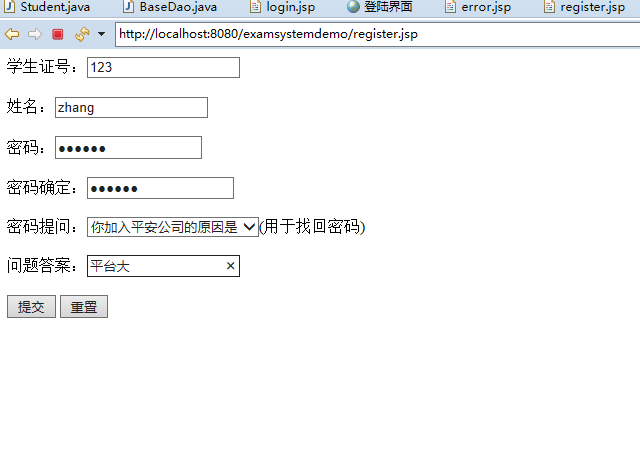 Student.java BaseDao.java login.jsp 登陆界面 error.jsp register.jsp
http://localhost:8080/examsystemdemo/register.jsp
学生证号：123
姓名：zhang
密码：●●●●●●
密码确定：●●●●●●
密码提问：你加入平安公司的原因是(用于找回密码)
问题答案：平台大
提交 重置